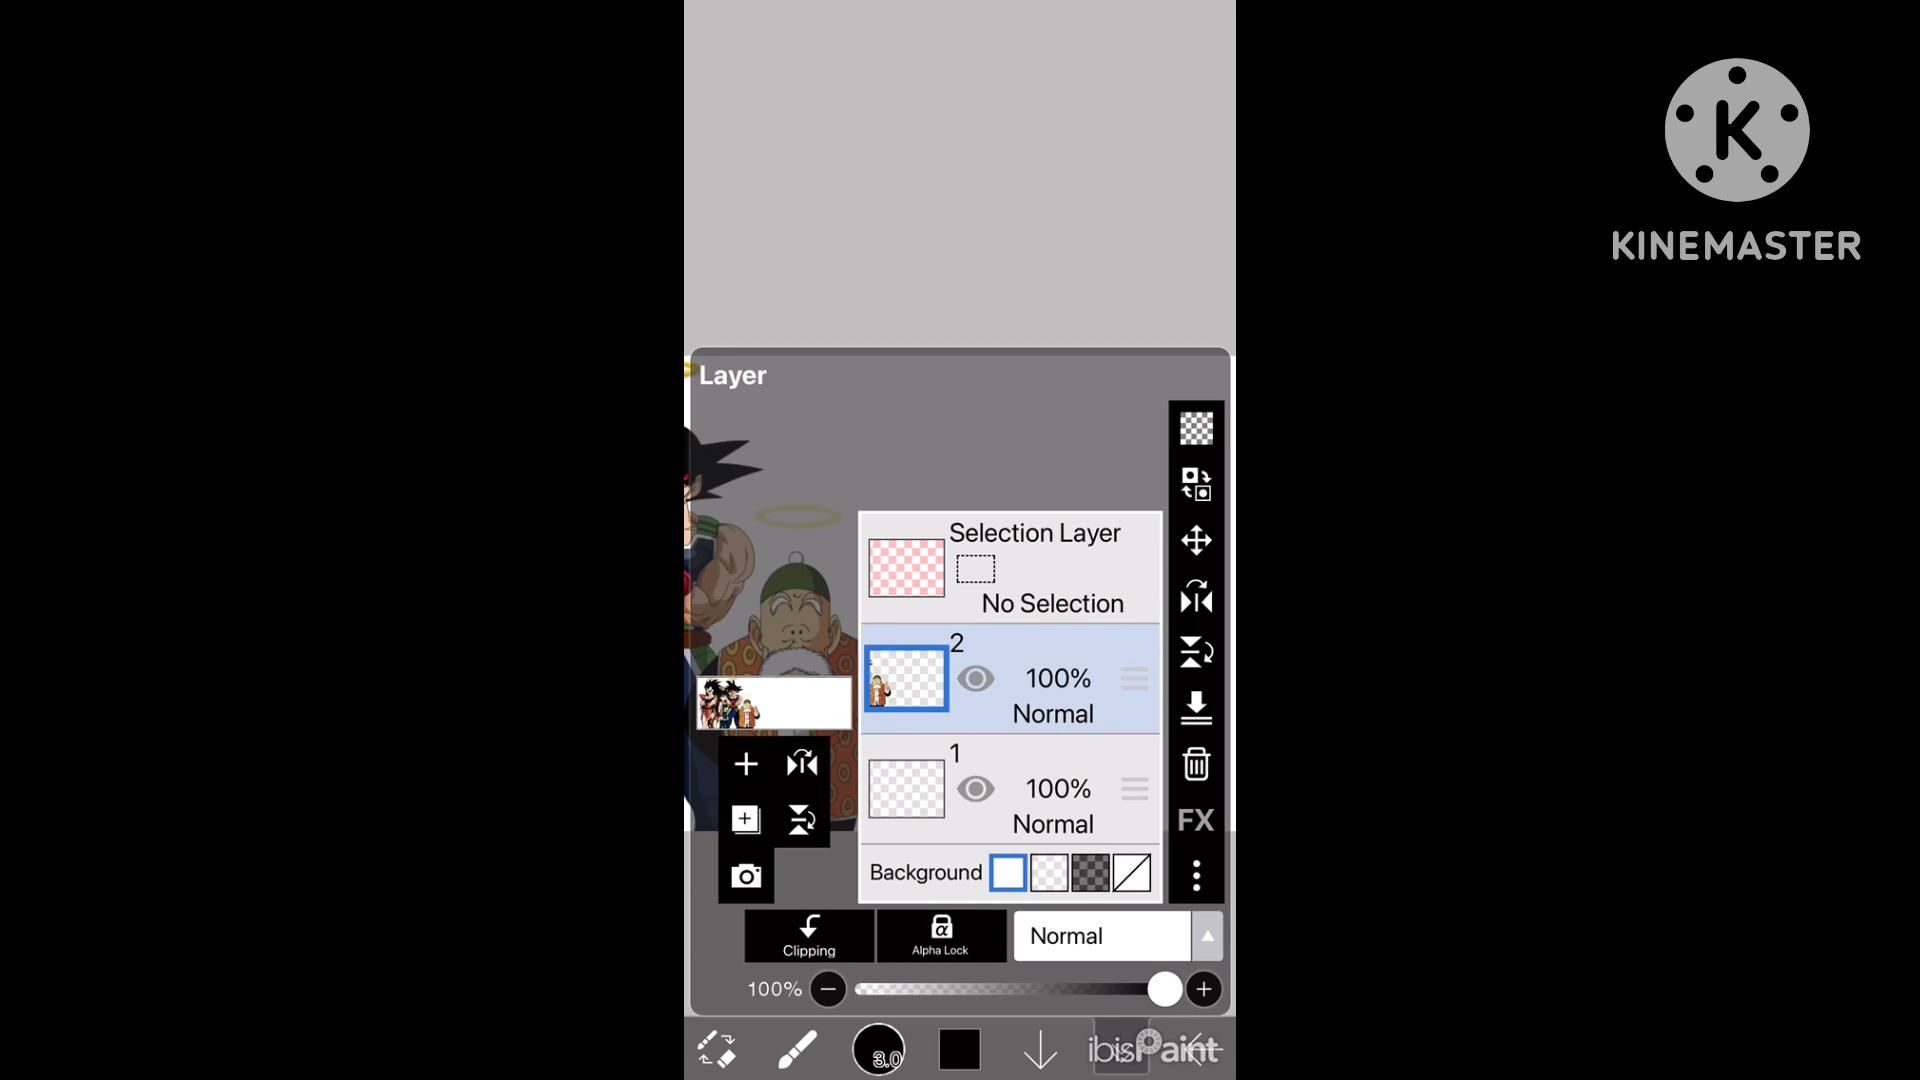 K
KINEMASTER
Layer
Selection Layer
No Selection
2
100%
Normal
1
100%
Normal
FX
Background
Clipping
α
Alpha Lock
Normal
100%
3.0
ibisPaint